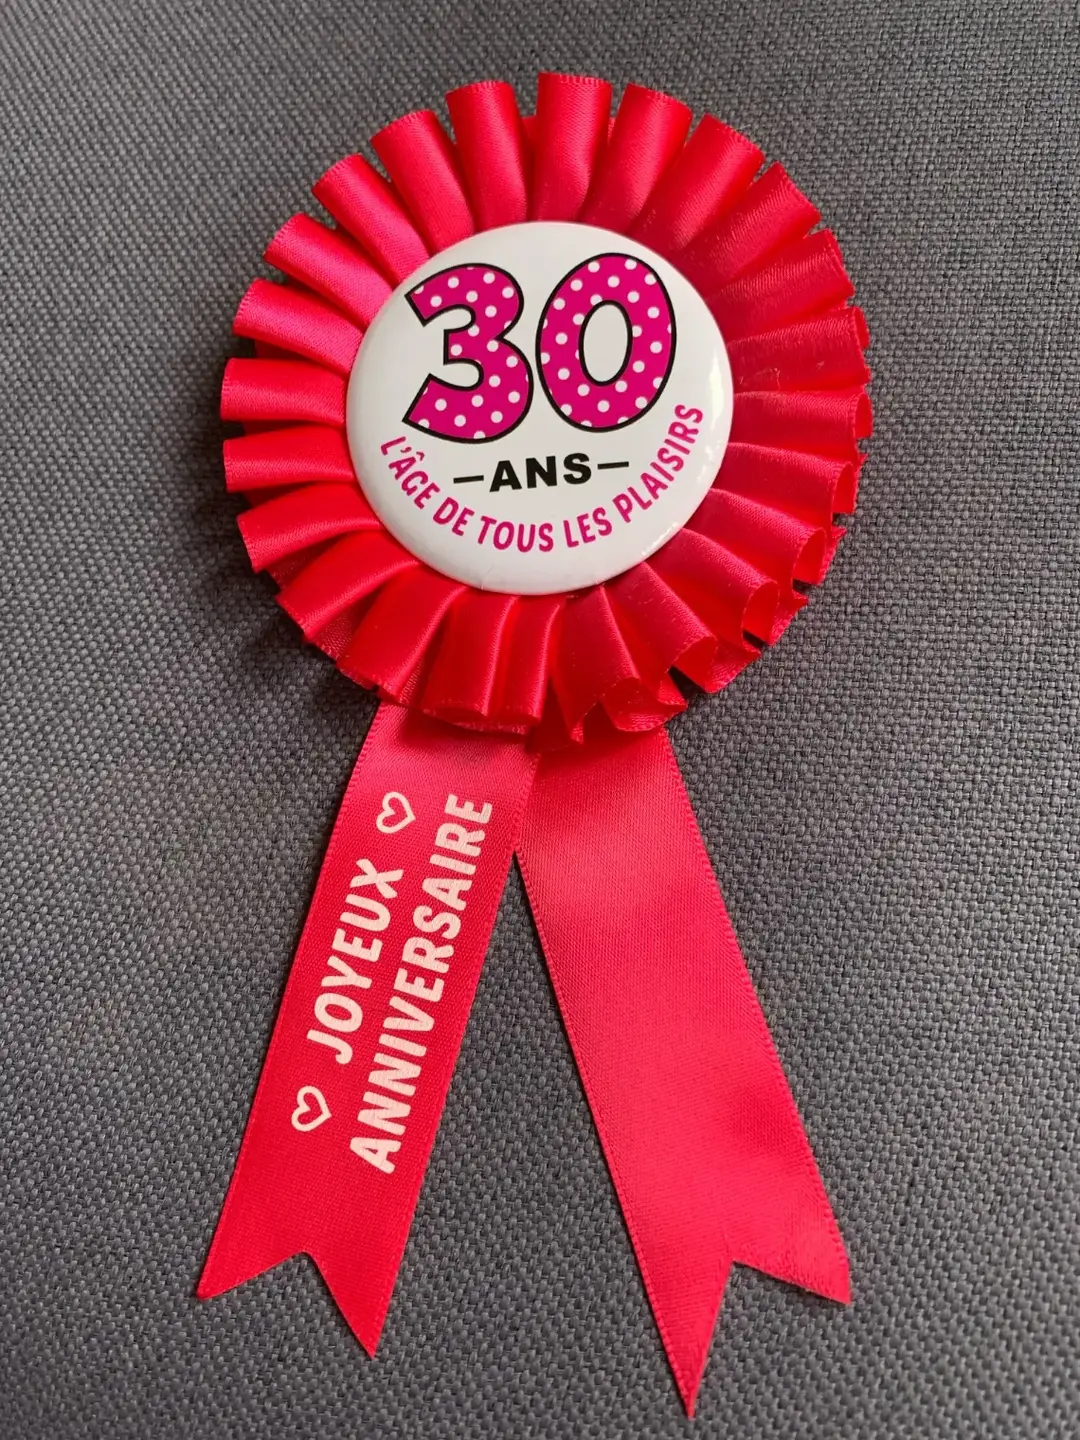 30
-ANS-
L'ÂGE DE TOUS LES PLAISIRS
♡ JOYEUX ♡
ANNIVERSAIRE